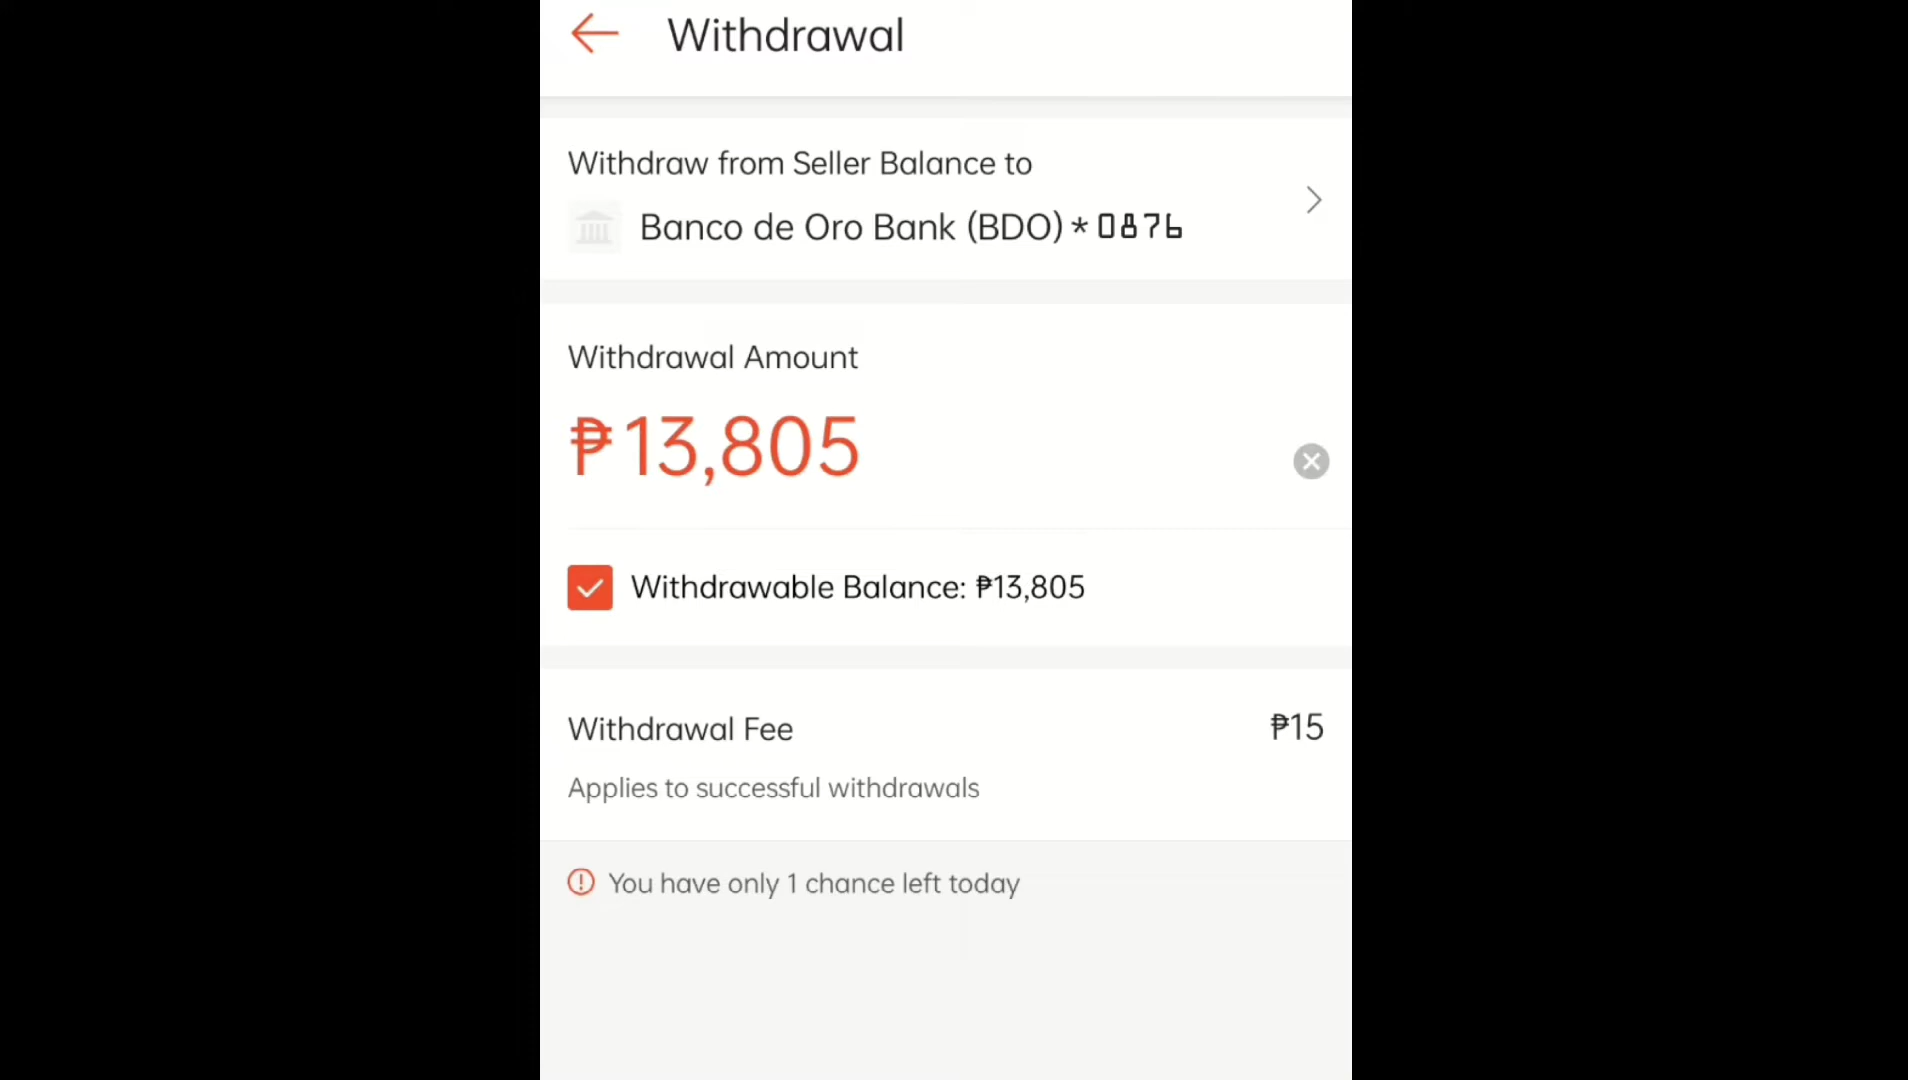 Withdrawal
Withdraw from Seller Balance to
Banco de Oro Bank (BDO) * 0876
Withdrawal Amount
₱13,805
Withdrawable Balance: ₱13,805
Withdrawal Fee
₱15
Applies to successful withdrawals
You have only 1 chance left today